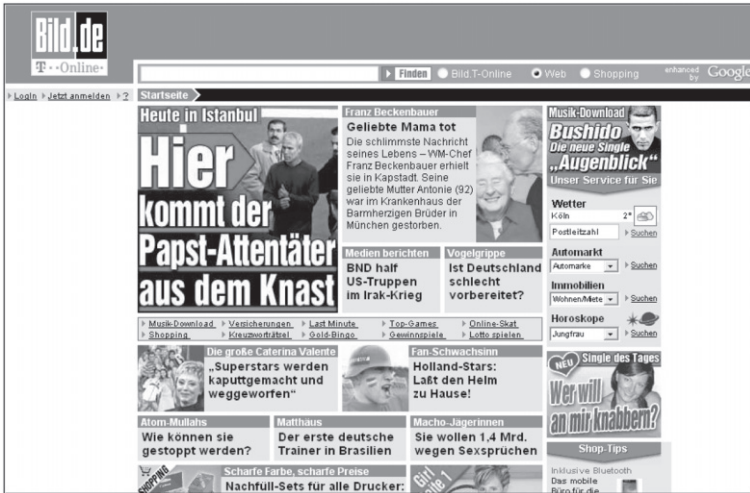 Bild.de
T··Online·
Finden Bild.T-Online Web Shopping enhanced by Google
Login Jetzt anmelden ?
Startseite
Heute in Istanbul
Hier
kommt der
Papst-Attentäter
aus dem Knast
Franz Beckenbauer
Geliebte Mama tot
Die schlimmste Nachricht
seines Lebens – WM-Chef
Franz Beckenbauer erhielt
sie in Kapstadt. Seine
geliebte Mutter Antonie (92)
war im Krankenhaus der
Barmherzigen Brüder in
München gestorben.
Medien berichten
BND half
US-Truppen
im Irak-Krieg
Vogelgrippe
Ist Deutschland
schlecht
vorbereitet?
Musik-Download
Bushido
Die neue Single
„Augenblick“
Unser Service für Sie
Wetter
Köln 2°
Postleitzahl Suchen
Automarkt
Automarke Suchen
Immobilien
Wohnen/Miete Suchen
Horoskope
Jungfrau Suchen
Musik-Download Versicherungen Last Minute Top-Games Online-Skat
Shopping Kreuzworträtsel Gold-Bingo Gewinnspiele Lotto spielen
Die große Caterina Valente
„Superstars werden
kaputtgemacht und
weggeworfen“
Fan-Schwachsinn
Holland-Stars:
Laßt den Helm
zu Hause!
NEU Single des Tages
Wer will
an mir knabbern?
Atom-Mullahs
Wie können sie
gestoppt werden?
Matthäus
Der erste deutsche
Trainer in Brasilien
Macho-Jägerinnen
Sie wollen 1,4 Mrd.
wegen Sexsprüchen
SHOPPING
Scharfe Farbe, scharfe Preise
Nachfüll-Sets für alle Drucker:
Girl
Shop-Tips
Inklusive Bluetooth
Das mobile
Büro für die